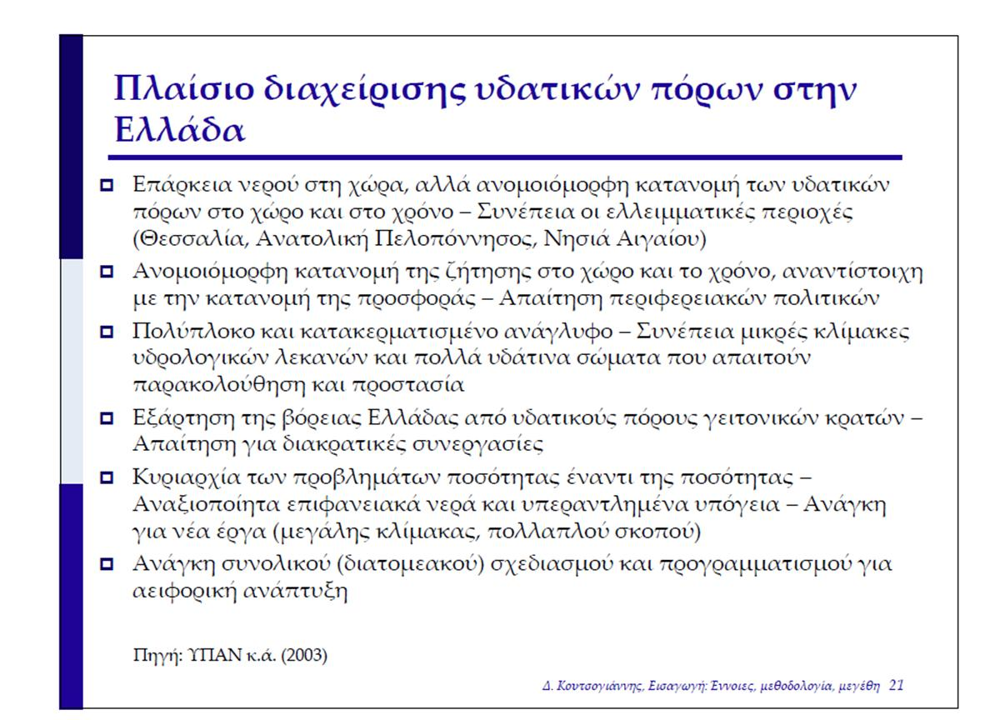 Πλαίσιο διαχείρισης υδατικών πόρων στην
Ελλάδα
Επάρκεια νερού στη χώρα, αλλά ανομοιόμορφη κατανομή των υδατικών
πόρων στο χώρο και στο χρόνο – Συνέπεια οι ελλειμματικές περιοχές
(Θεσσαλία, Ανατολική Πελοπόννησος, Νησιά Αιγαίου)
Ανομοιόμορφη κατανομή της ζήτησης στο χώρο και το χρόνο, αναντίστοιχη
με την κατανομή της προσφοράς – Απαίτηση περιφερειακών πολιτικών
Πολύπλοκο και κατακερματισμένο ανάγλυφο – Συνέπεια μικρές κλίμακες
υδρολογικών λεκανών και πολλά υδάτινα σώματα που απαιτούν
παρακολούθηση και προστασία
Εξάρτηση της βόρειας Ελλάδας από υδατικούς πόρους γειτονικών κρατών –
Απαίτηση για διακρατικές συνεργασίες
Κυριαρχία των προβλημάτων ποσότητας έναντι της ποσότητας –
Αναξιοποίητα επιφανειακά νερά και υπεραντλημένα υπόγεια – Ανάγκη
για νέα έργα (μεγάλης κλίμακας, πολλαπλού σκοπού)
Ανάγκη συνολικού (διατομεακού) σχεδιασμού και προγραμματισμού για
αειφορική ανάπτυξη
Πηγή: ΥΠΑΝ κ.ά. (2003)
Δ. Κουτσογιάννης, Εισαγωγή: Έννοιες, μεθοδολογία, μεγέθη 21